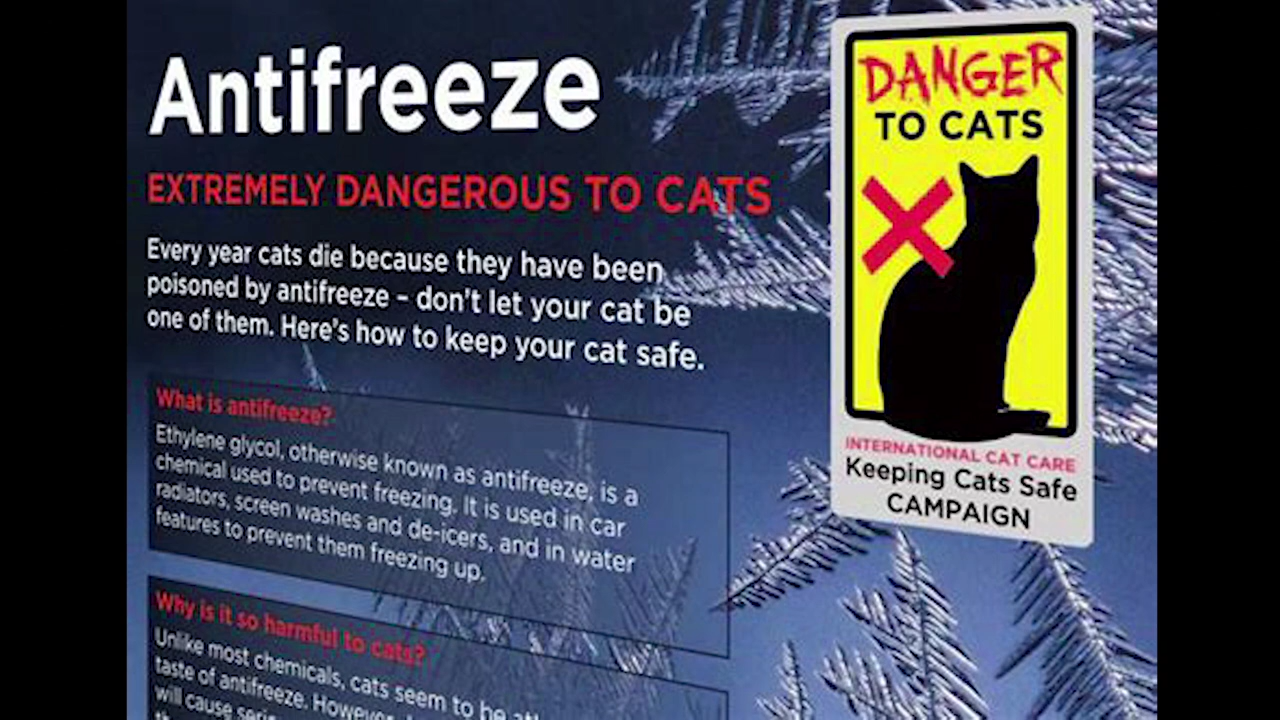 Antifreeze
EXTREMELY DANGEROUS TO CATS
Every year cats die because they have been
poisoned by antifreeze – don't let your cat be
one of them. Here's how to keep your cat safe.
What is antifreeze?
Ethylene glycol, otherwise known as antifreeze, is a
chemical used to prevent freezing. It is used in car
radiators, screen washes and de-icers, and in water
features to prevent them freezing up.
Why is it so harmful to cats?
Unlike most chemicals, cats seem to be
taste of antifreeze. However,
will cause
DANGER
TO CATS
INTERNATIONAL CAT CARE
Keeping Cats Safe
CAMPAIGN